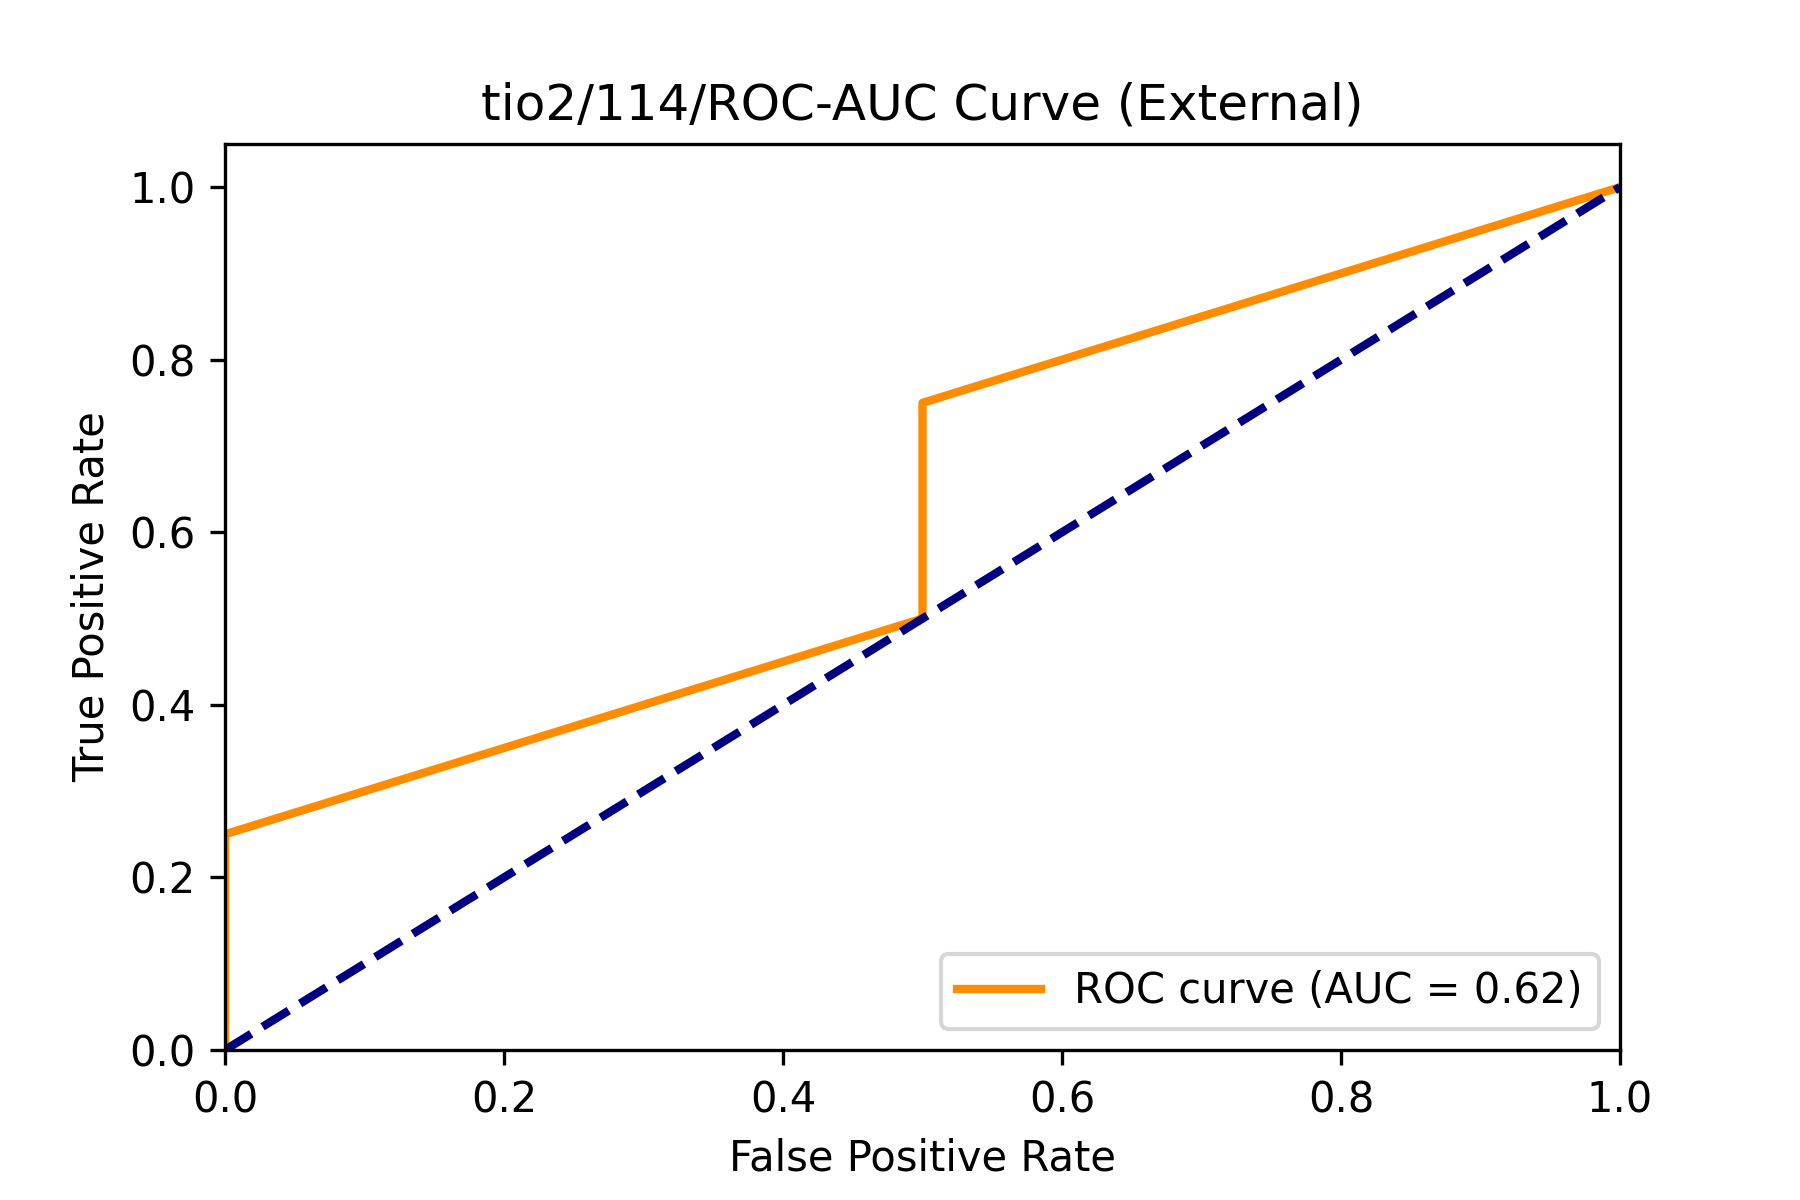 tio2/114/ROC-AUC Curve (External)
True Positive Rate
1.0
0.8
0.6
0.4
0.2
0.0
ROC curve (AUC = 0.62)
0.0 0.2 0.4 0.6 0.8 1.0
False Positive Rate